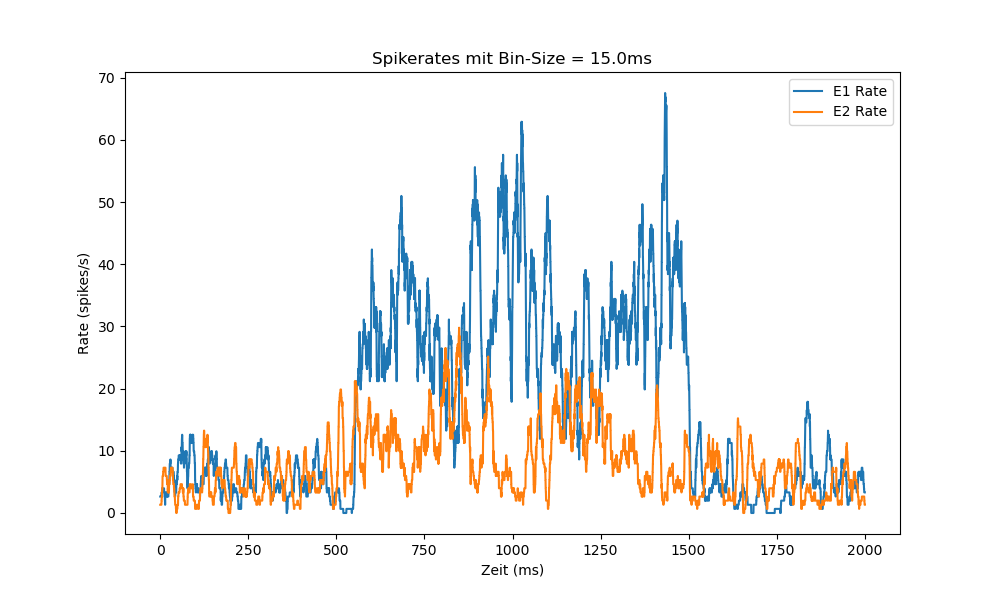 Spikerates mit Bin-Size = 15.0ms
70
60
50
40
30
20
10
0
Rate (spikes/s)
E1 Rate
E2 Rate
0 250 500 750 1000 1250 1500 1750 2000
Zeit (ms)